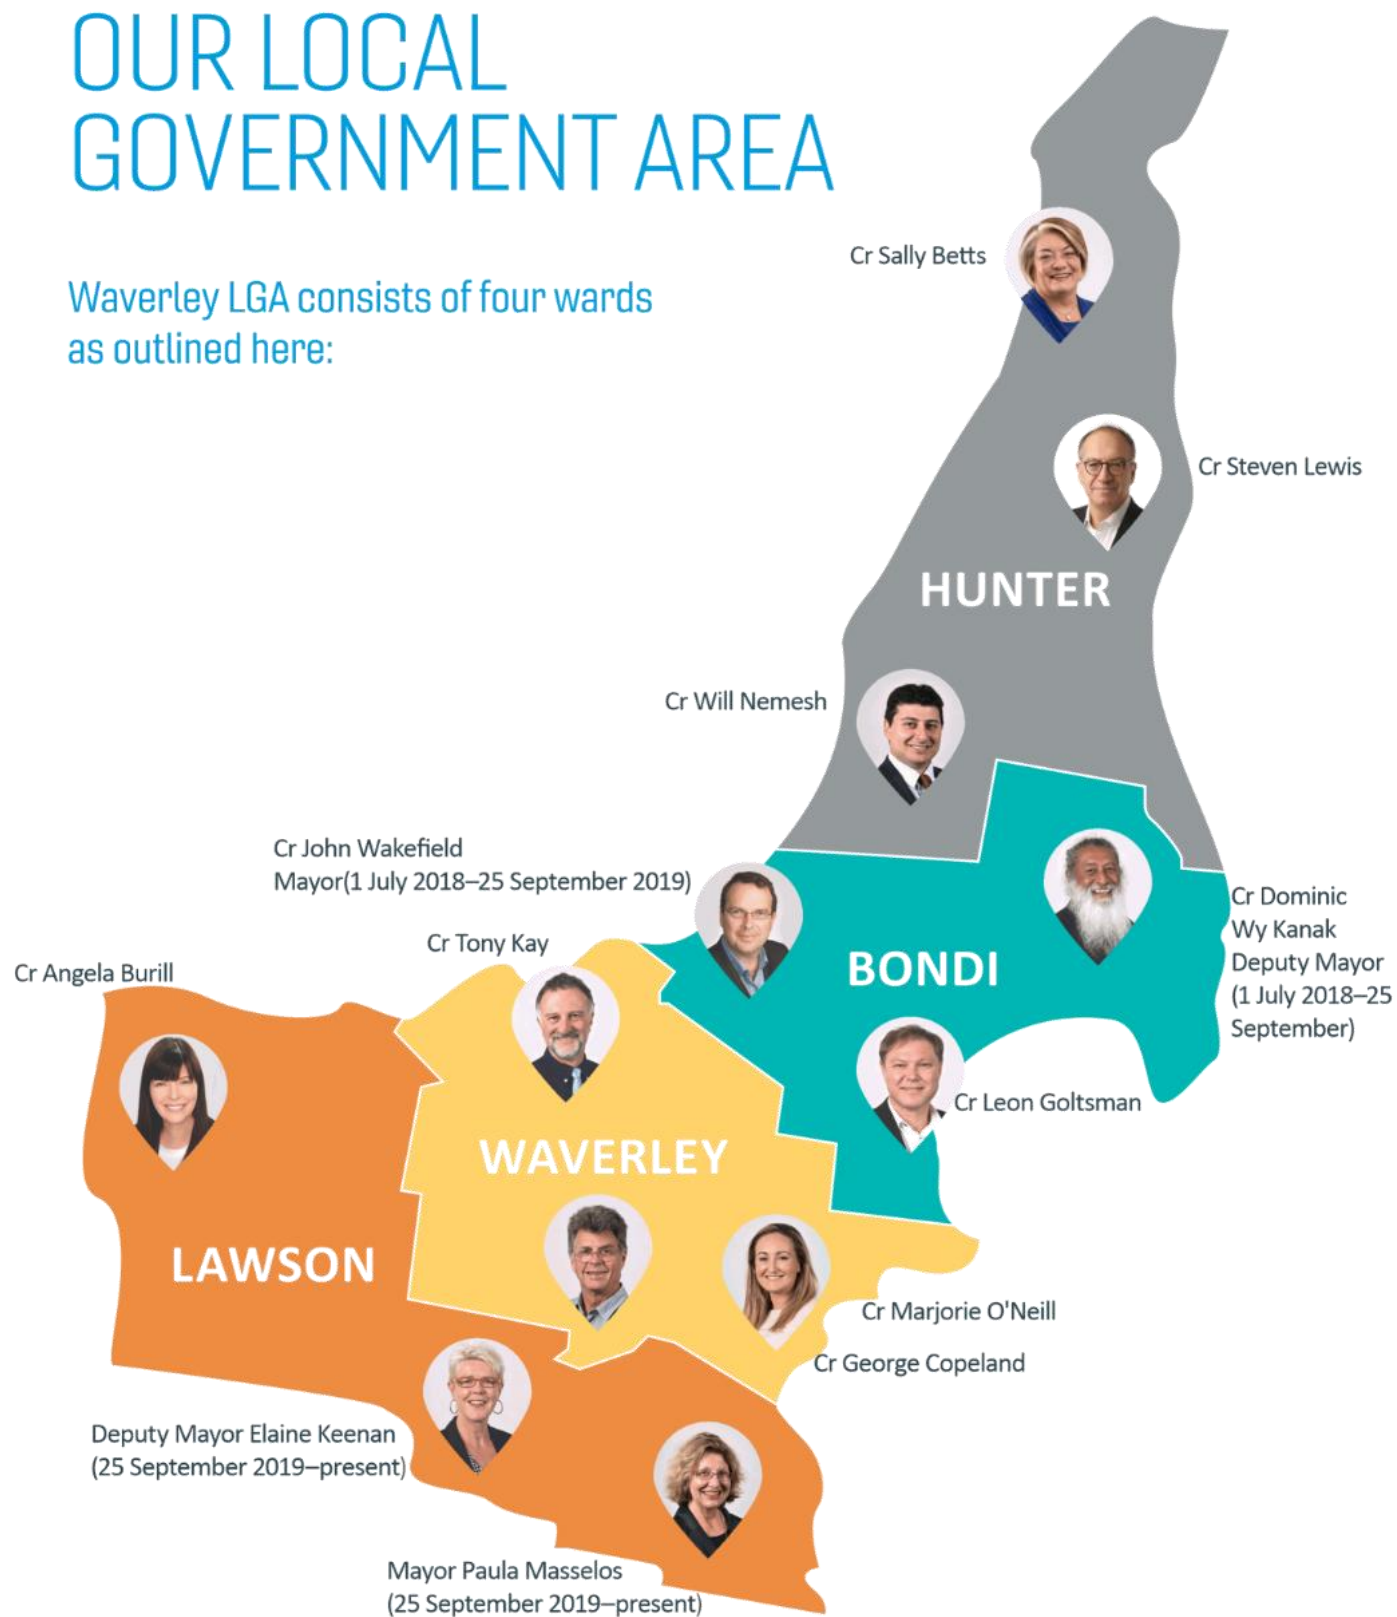 OUR LOCAL
GOVERNMENT AREA
Waverley LGA consists of four wards
as outlined here:
Cr Sally Betts
Cr Steven Lewis
HUNTER
Cr Will Nemesh
Cr John Wakefield
Mayor(1 July 2018–25 September 2019)
Cr Dominic
Wy Kanak
Deputy Mayor
(1 July 2018–25
September)
Cr Tony Kay
BONDI
Cr Angela Burill
Cr Leon Goltsman
WAVERLEY
LAWSON
Cr Marjorie O'Neill
Cr George Copeland
Deputy Mayor Elaine Keenan
(25 September 2019–present)
Mayor Paula Masselos
(25 September 2019–present)